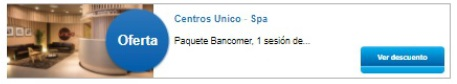 Centros Unico - Spa
Oferta
Paquete Bancomer, 1 sesión de...
Ver descuento